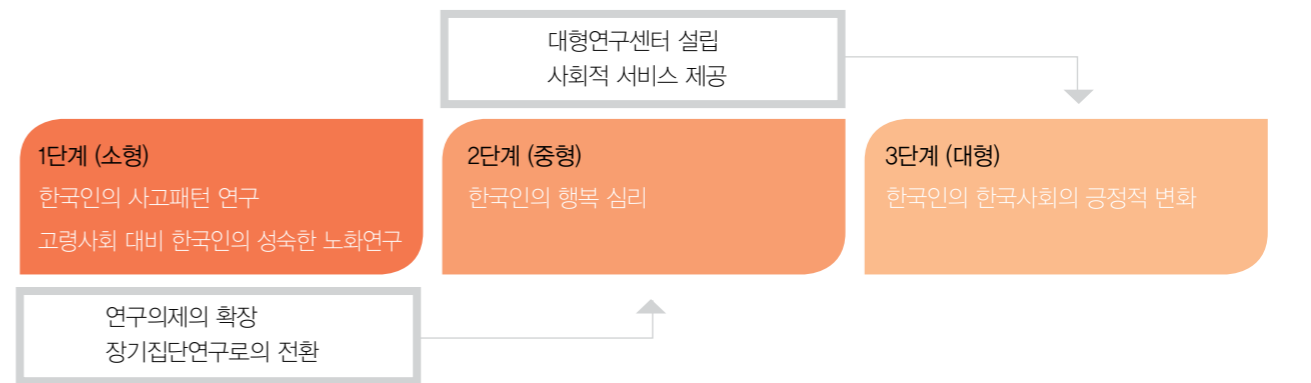 대형연구센터 설립
사회적 서비스 제공
1단계 (소형)
한국인의 사고패턴 연구
고령사회 대비 한국인의 성숙한 노화연구
2단계 (중형)
한국인의 행복 심리
3단계 (대형)
한국인의 한국사회의 긍정적 변화
연구의제의 확장
장기집단연구로의 전환